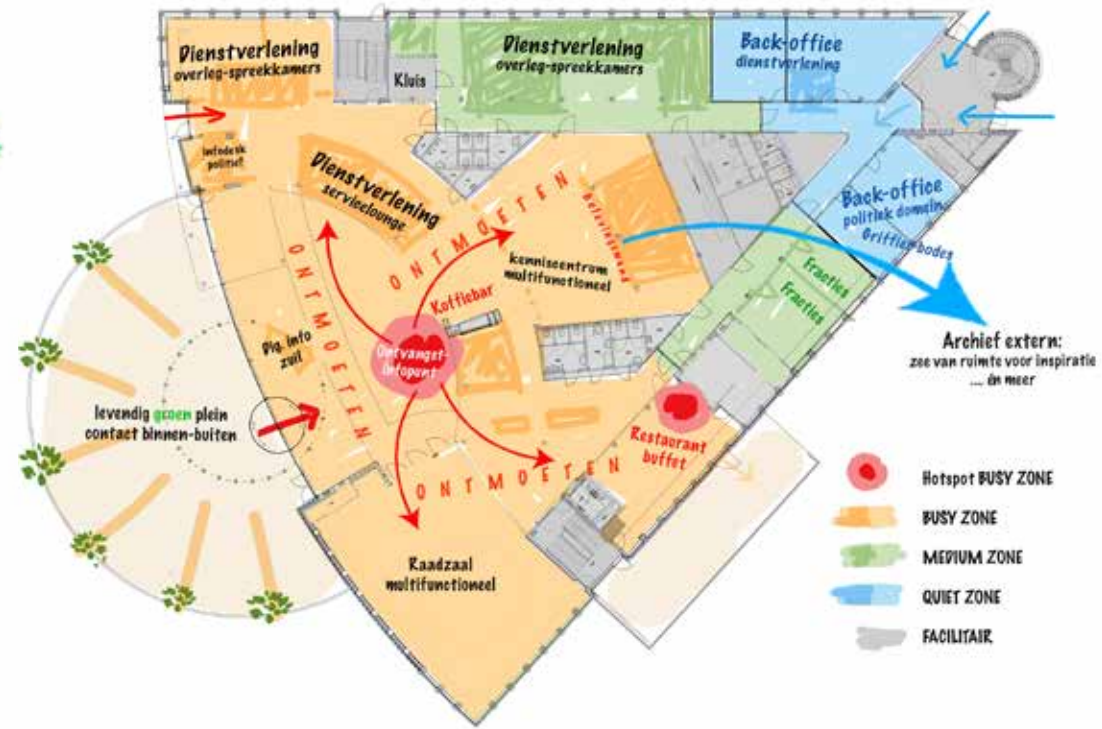 Dienstverlening
overleg-spreekkamers
Kluis
Dienstverlening
overleg-spreekkamers
Back-office
dienstverlening
Infodesk
politie?
Dienstverlening
servicelounge
ONTMOETEN
belevingswand
kenniscentrum
multifunctioneel
Back-office
politiek domein
Griffier bodes
Fracties
Fracties
ONTMOETEN
Koffiebar
Dig. info
zuil
Ontvangst-
infopunt
Archief extern:
zee van ruimte voor inspiratie
.... én meer
levendig groen plein
contact binnen-buiten
Restaurant
buffet
ONTMOETEN
Raadzaal
multifunctioneel
Hotspot BUSY ZONE
BUSY ZONE
MEDIUM ZONE
QUIET ZONE
FACILITAIR